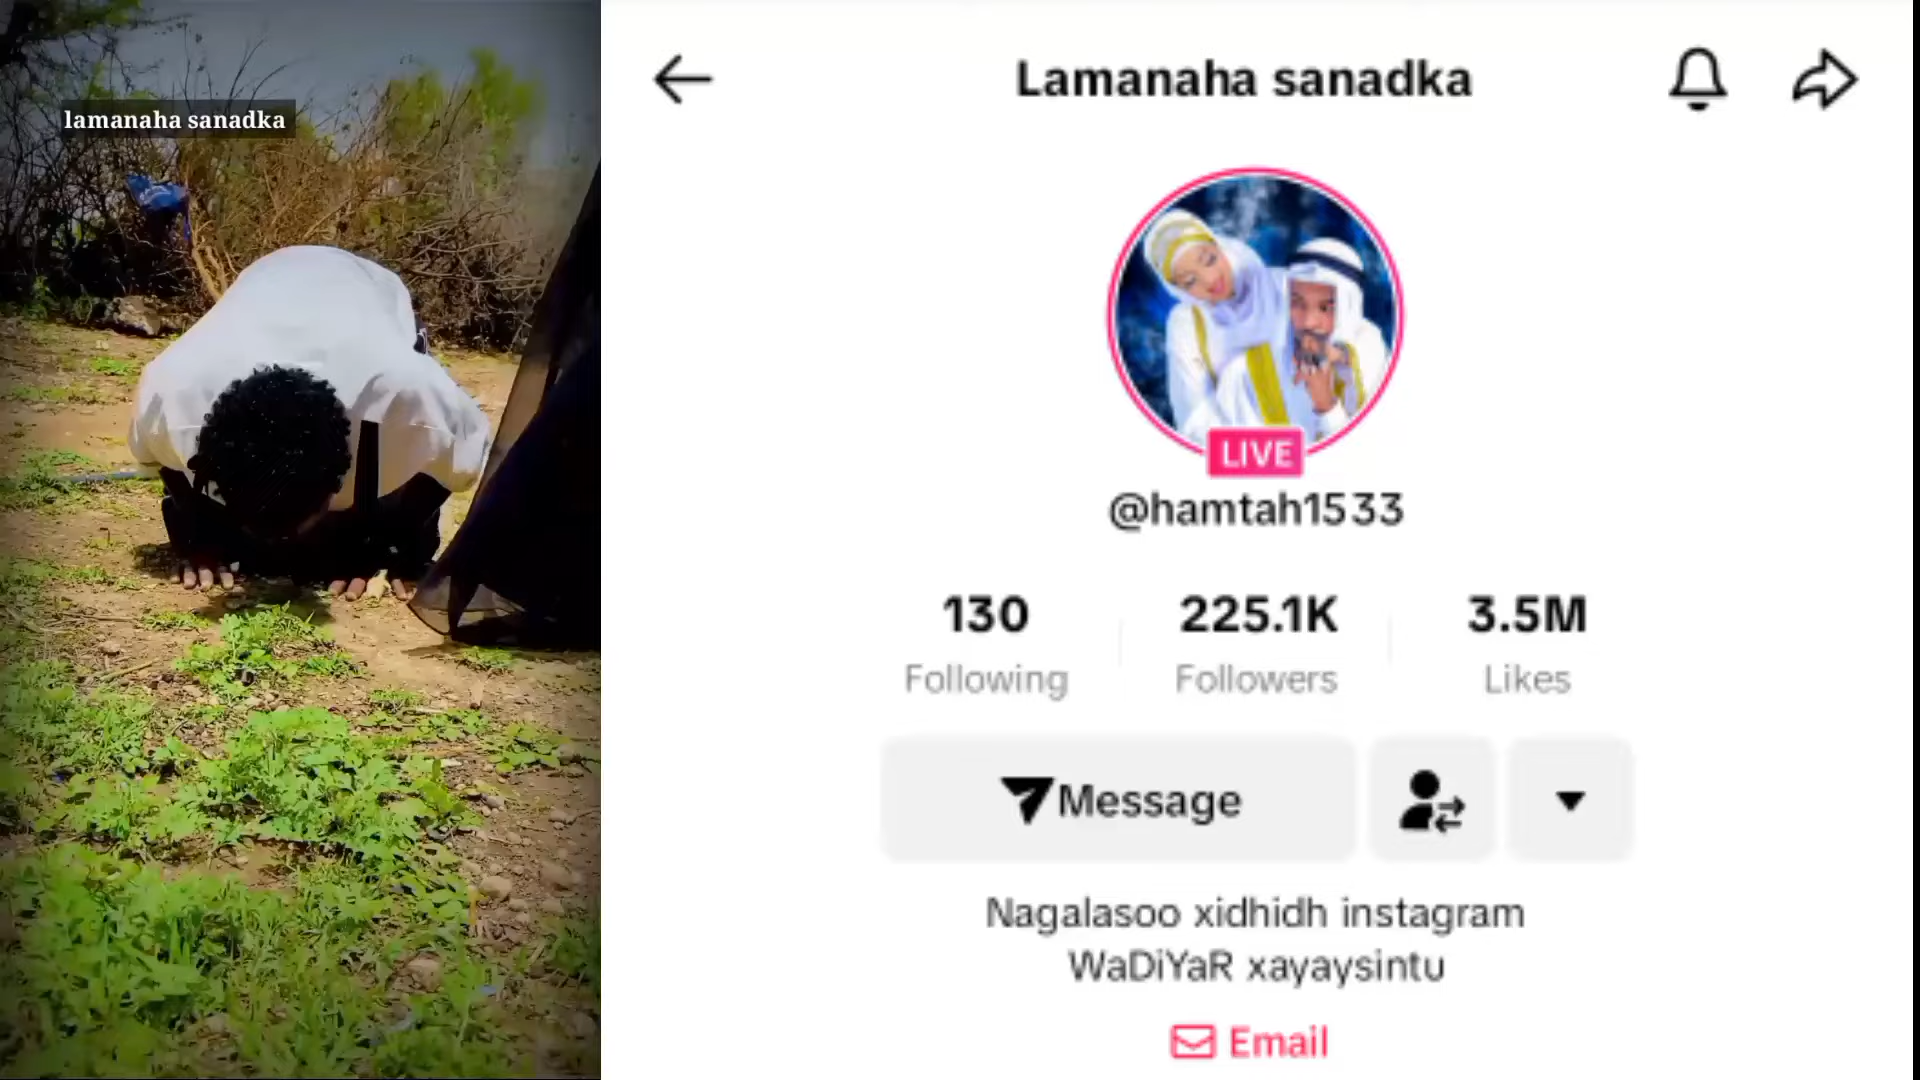 lamanaha sanadka
Lamanaha sanadka
LIVE
@hamtah1533
130
Following
225.1K
Followers
3.5M
Likes
Message
Nagalasoo xidhidh instagram
WaDiYaR xayaysintu
Email